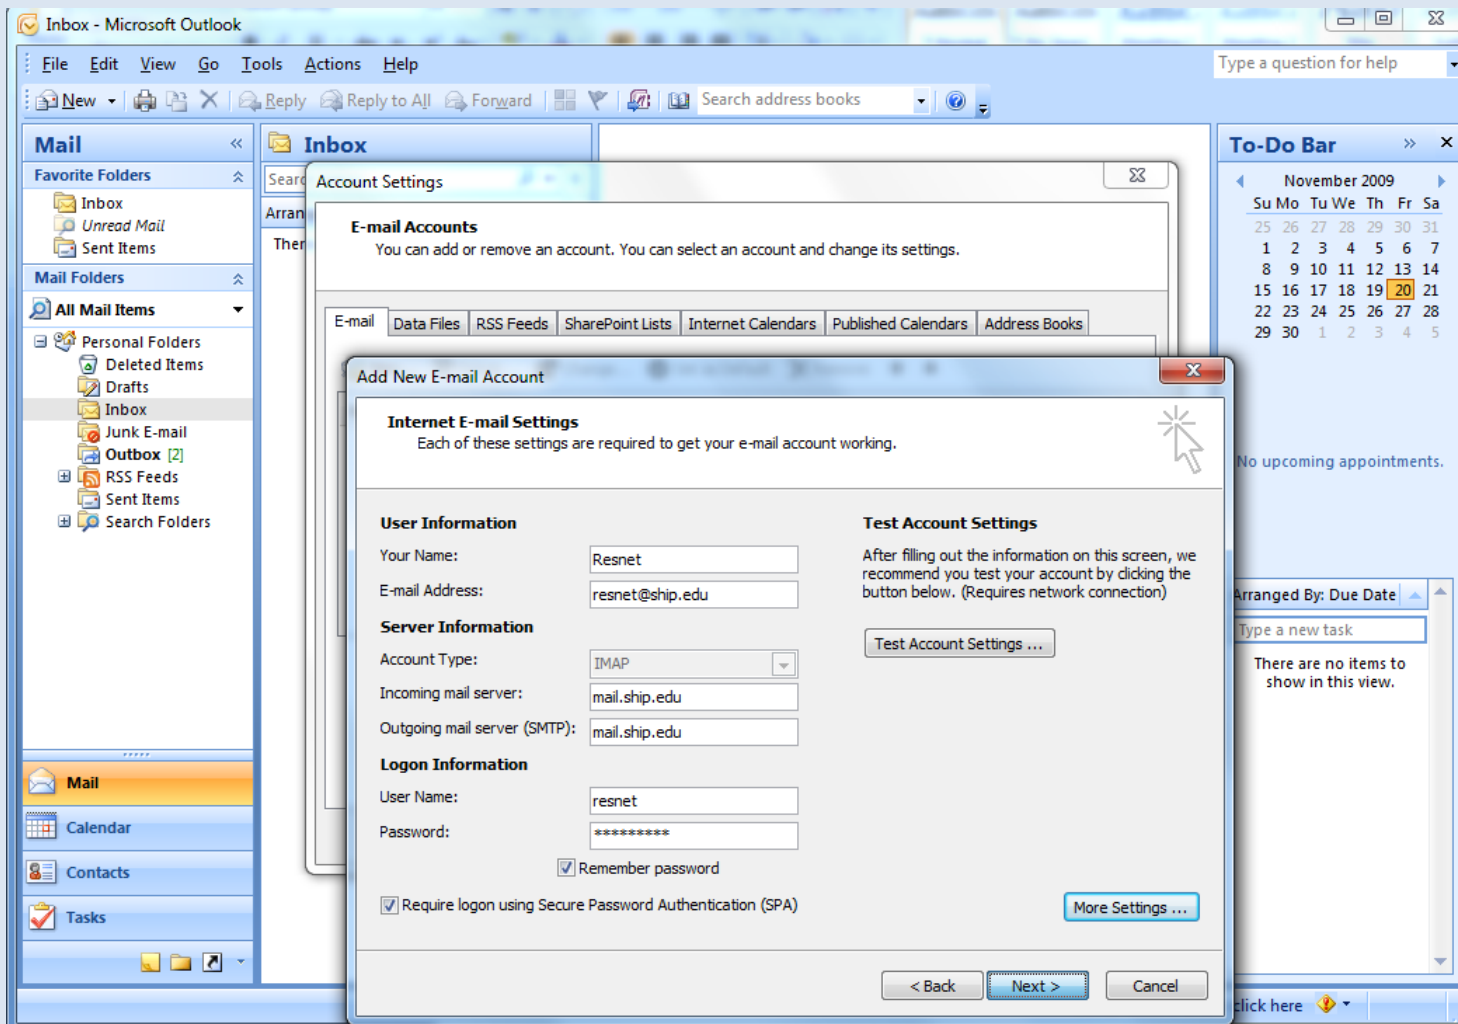 Inbox - Microsoft Outlook
File Edit View Go Tools Actions Help
Type a question for help
New Reply Reply to All Forward Search address books
Mail
Favorite Folders
Inbox
Unread Mail
Sent Items
Mail Folders
All Mail Items
Personal Folders
Deleted Items
Drafts
Inbox
Junk E-mail
Outbox [2]
RSS Feeds
Sent Items
Search Folders
Mail
Calendar
Contacts
Tasks
Inbox
Account Settings
E-mail Accounts
You can add or remove an account. You can select an account and change its settings.
E-mail Data Files RSS Feeds SharePoint Lists Internet Calendars Published Calendars Address Books
Add New E-mail Account
Internet E-mail Settings
Each of these settings are required to get your e-mail account working.
User Information
Your Name: Resnet
E-mail Address: resnet@ship.edu
Server Information
Account Type: IMAP
Incoming mail server: mail.ship.edu
Outgoing mail server (SMTP): mail.ship.edu
Logon Information
User Name: resnet
Password: *********
Remember password
Require logon using Secure Password Authentication (SPA)
Test Account Settings
After filling out the information on this screen, we
recommend you test your account by clicking the
button below. (Requires network connection)
Test Account Settings ...
More Settings ...
< Back Next > Cancel
To-Do Bar
November 2009
Su Mo Tu We Th Fr Sa
25 26 27 28 29 30 31
1 2 3 4 5 6 7
8 9 10 11 12 13 14
15 16 17 18 19 20 21
22 23 24 25 26 27 28
29 30 1 2 3 4 5
No upcoming appointments.
Arranged By: Due Date
Type a new task
There are no items to
show in this view.
click here